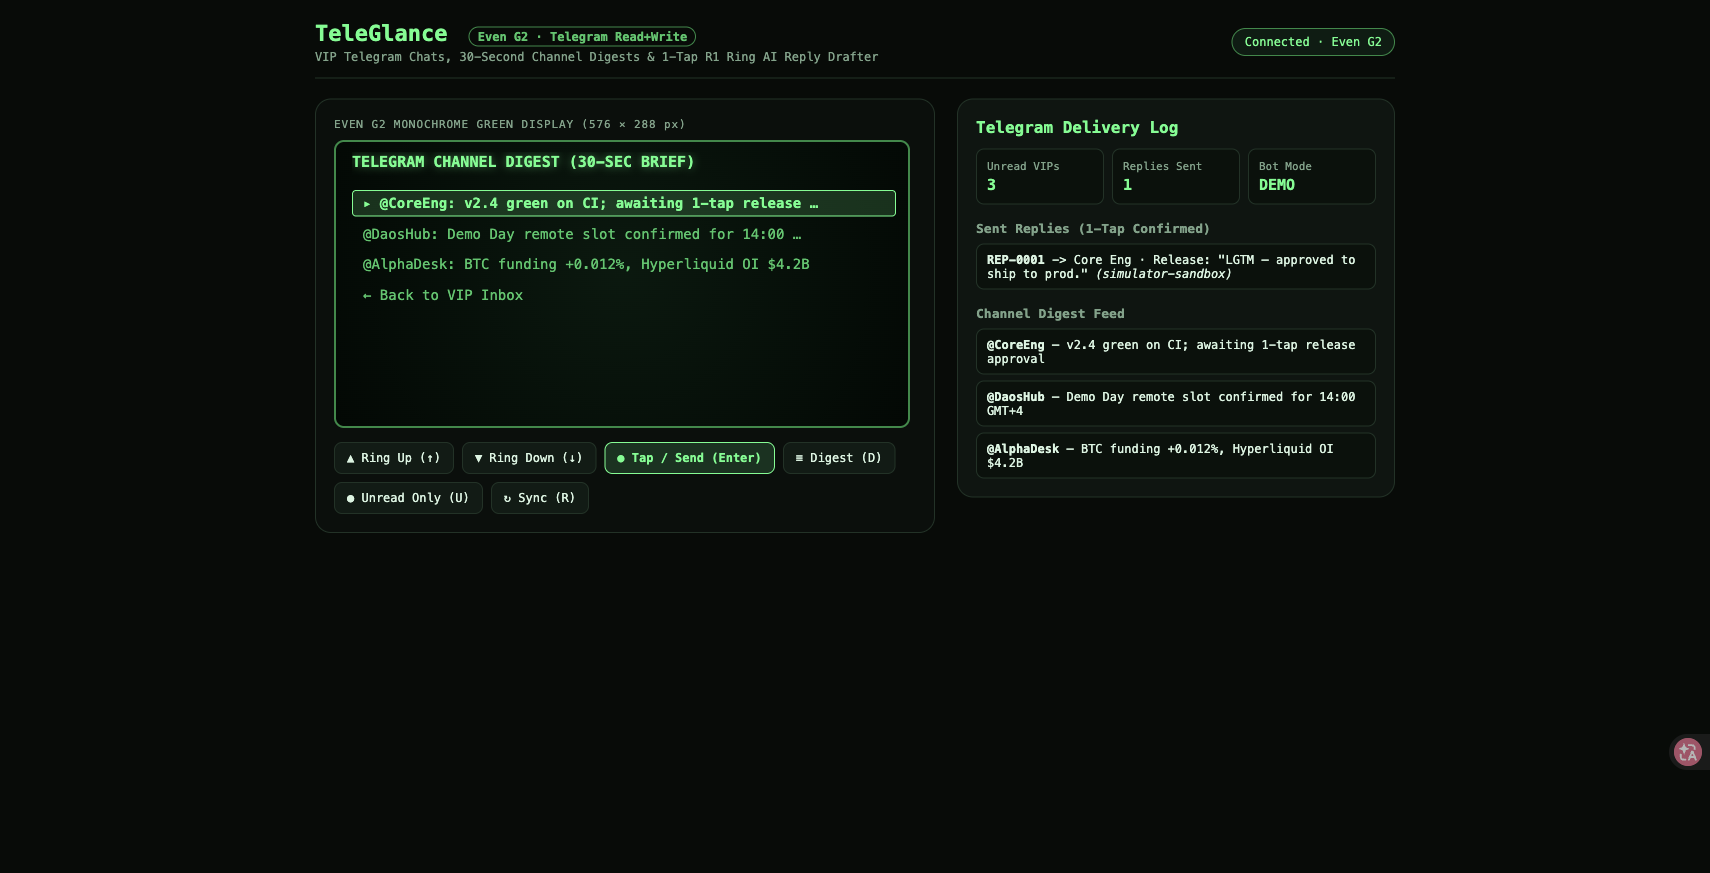 TeleGlance
Even G2 · Telegram Read+Write
VIP Telegram Chats, 30-Second Channel Digests & 1-Tap R1 Ring AI Reply Drafter
Connected · Even G2
EVEN G2 MONOCHROME GREEN DISPLAY (576 × 288 px)
TELEGRAM CHANNEL DIGEST (30-SEC BRIEF)
▸ @CoreEng: v2.4 green on CI; awaiting 1-tap release …
@DaosHub: Demo Day remote slot confirmed for 14:00 …
@AlphaDesk: BTC funding +0.012%, Hyperliquid OI $4.2B
← Back to VIP Inbox
▲ Ring Up (↑)
▼ Ring Down (↓)
● Tap / Send (Enter)
≡ Digest (D)
● Unread Only (U)
↻ Sync (R)
Telegram Delivery Log
Unread VIPs
3
Replies Sent
1
Bot Mode
DEMO
Sent Replies (1-Tap Confirmed)
REP-0001 -> Core Eng · Release: "LGTM — approved to
ship to prod." (simulator-sandbox)
Channel Digest Feed
@CoreEng — v2.4 green on CI; awaiting 1-tap release
approval
@DaosHub — Demo Day remote slot confirmed for 14:00
GMT+4
@AlphaDesk — BTC funding +0.012%, Hyperliquid OI
$4.2B